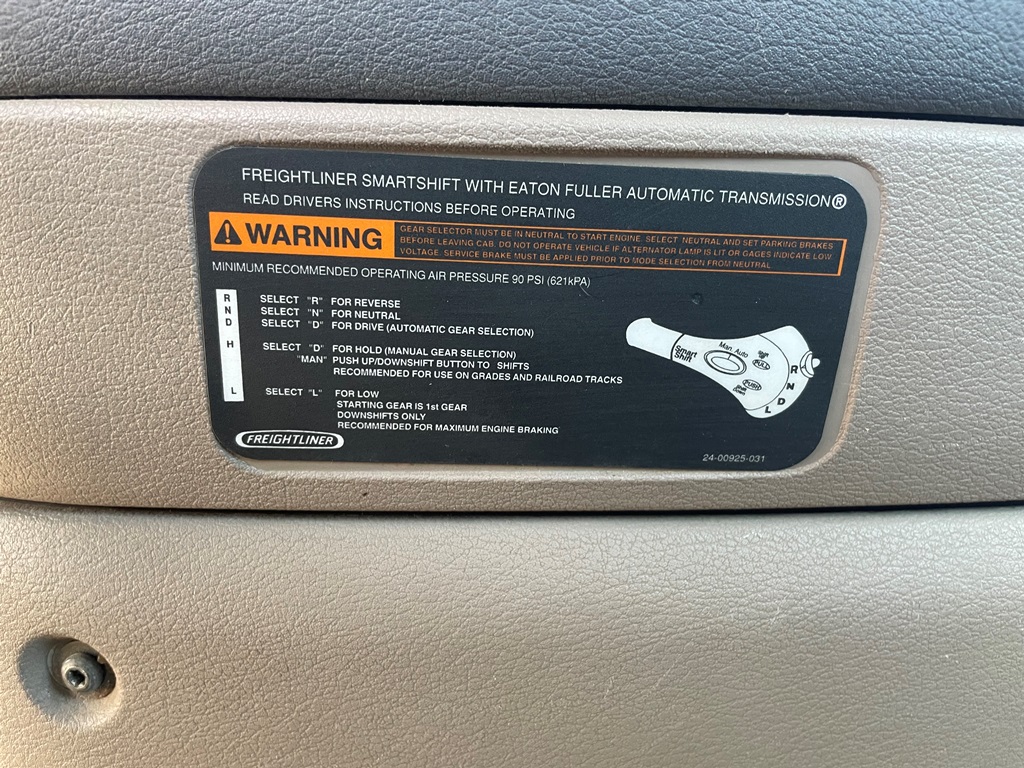 FREIGHTLINER SMARTSHIFT WITH EATON FULLER AUTOMATIC TRANSMISSION®
READ DRIVERS INSTRUCTIONS BEFORE OPERATING
WARNING
GEAR SELECTOR MUST BE IN NEUTRAL TO START ENGINE. SELECT NEUTRAL AND SET PARKING BRAKES
BEFORE LEAVING CAB. DO NOT OPERATE VEHICLE IF ALTERNATOR LAMP IS LIT OR GAGES INDICATE LOW
VOLTAGE. SERVICE BRAKE MUST BE APPLIED PRIOR TO MODE SELECTION FROM NEUTRAL
MINIMUM RECOMMENDED OPERATING AIR PRESSURE 90 PSI (621kPA)
R
N
D
H
L
SELECT "R" FOR REVERSE
SELECT "N" FOR NEUTRAL
SELECT "D" FOR DRIVE (AUTOMATIC GEAR SELECTION)
SELECT "D" FOR HOLD (MANUAL GEAR SELECTION)
"MAN" PUSH UP/DOWNSHIFT BUTTON TO SHIFTS
RECOMMENDED FOR USE ON GRADES AND RAILROAD TRACKS
SELECT "L" FOR LOW
STARTING GEAR IS 1st GEAR
DOWNSHIFTS ONLY
RECOMMENDED FOR MAXIMUM ENGINE BRAKING
Smart
Shift
Man Auto
Shift
Up
PULL
PUSH
Shift
Down
R
N
D
L
FREIGHTLINER
24-00925-031